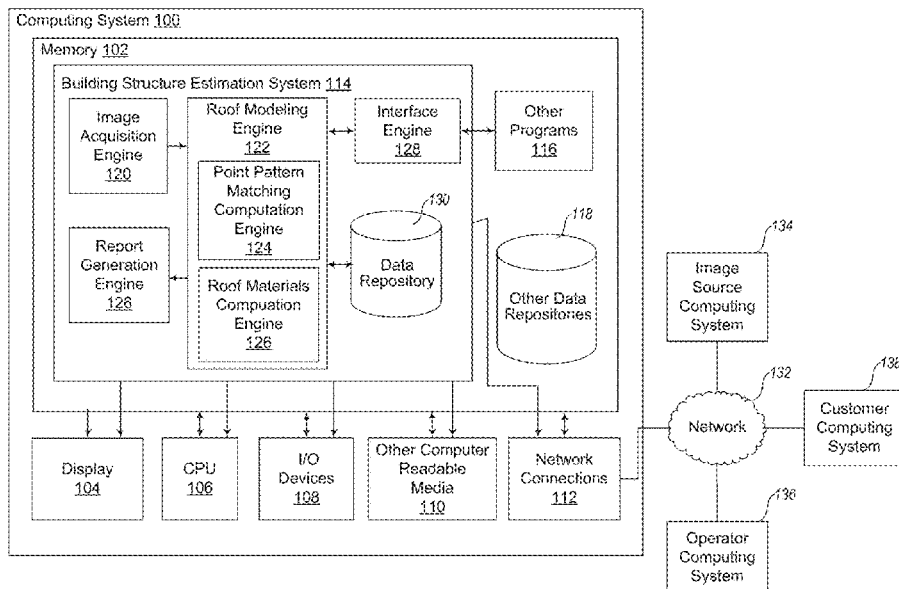 Computing System 100
Memory 102
Building Structure Estimation System 114
Image
Acquisition
Engine
120
Roof Modeling
Engine
122
Interface
Engine
128
Other
Programs
116
Point Pattern
Matching
Computation
Engine
124
130
Data
Repository
118
Other Data
Repositories
Report
Generation
Engine
126
Roof Materials
Compuation
Engine
126
134
Image
Source
Computing
System
132
Network
138
Customer
Computing
System
Display
104
CPU
106
I/O
Devices
108
Other Computer
Readable
Media
110
Network
Connections
112
136
Operator
Computing
System